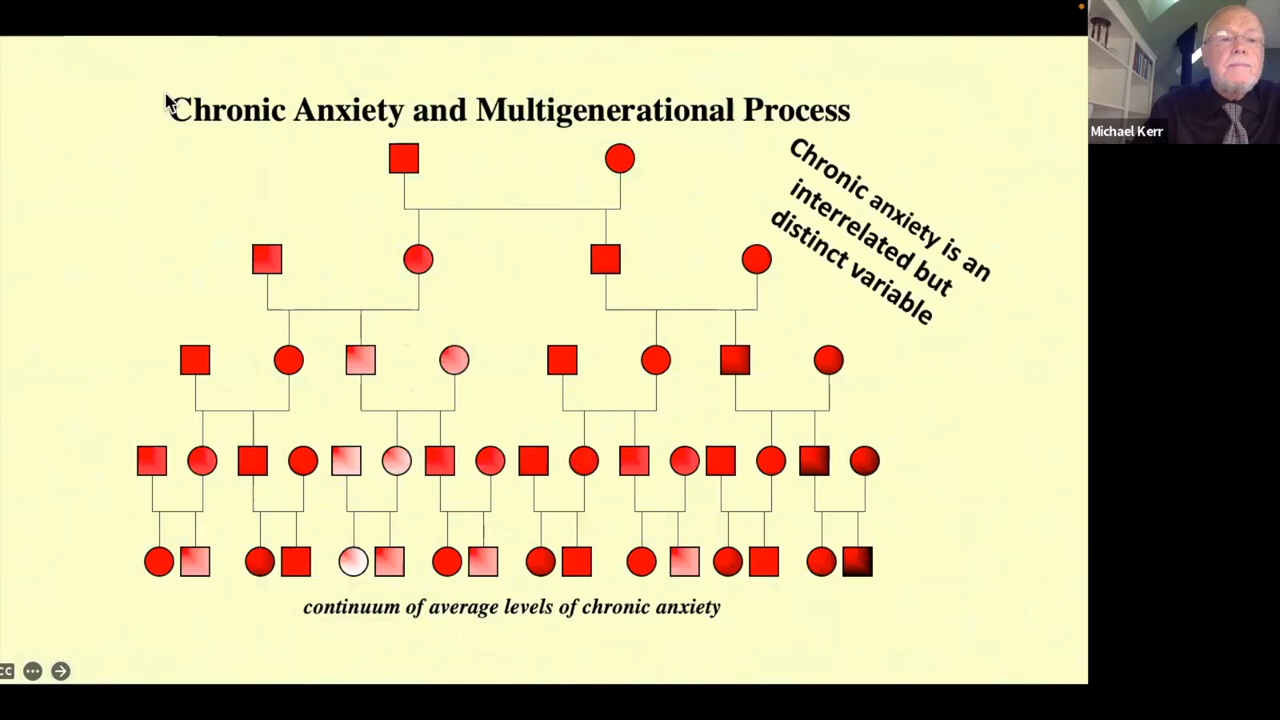 Chronic Anxiety and Multigenerational Process
Chronic anxiety is an
interrelated but
distinct variable
continuum of average levels of chronic anxiety
Michael Kerr
CC